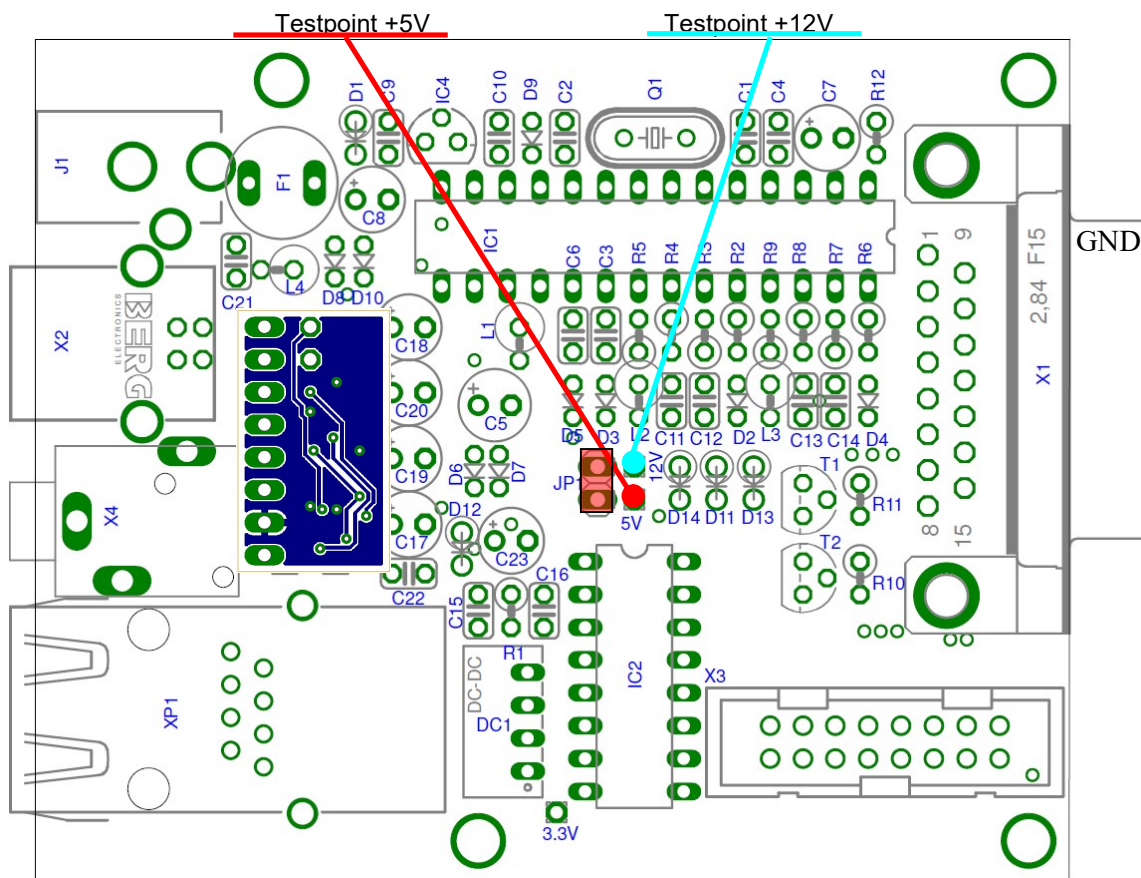 Testpoint +5V
Testpoint +12V
D1
C9
IC4
C10
D9
C2
Q1
C1
C4
C7
R12
J1
F1
C8
IC1
C6
C3
R5
R4
R3
R2
R9
R8
R7
R6
1
9
2,84 F15
GND
C21
L4
D8
D10
X2
BERG
ELECTRONICS
C18
L1
C20
C5
X1
D5
D3
L2
C11
C12
D2
L3
C13
C14
D4
C19
D6
D7
JP1
12V
5V
D14
D11
D13
T1
R11
X4
D12
C17
C23
8
15
T2
R10
C22
C15
C16
R1
IC2
X3
XP1
DC-DC
DC1
3.3V